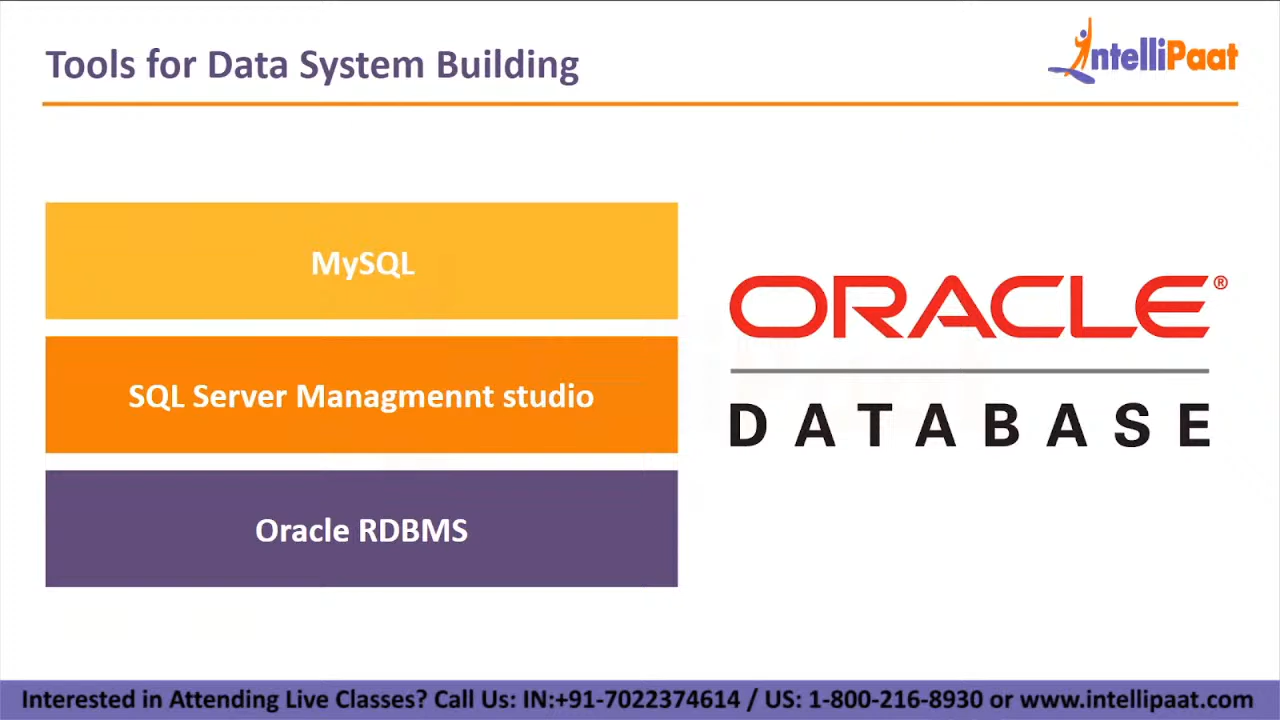 Tools for Data System Building
IntelliPaat
MySQL
SQL Server Managmennt studio
Oracle RDBMS
ORACLE®
DATABASE
Interested in Attending Live Classes? Call Us: IN:+91-7022374614 / US: 1-800-216-8930 or www.intellipaat.com